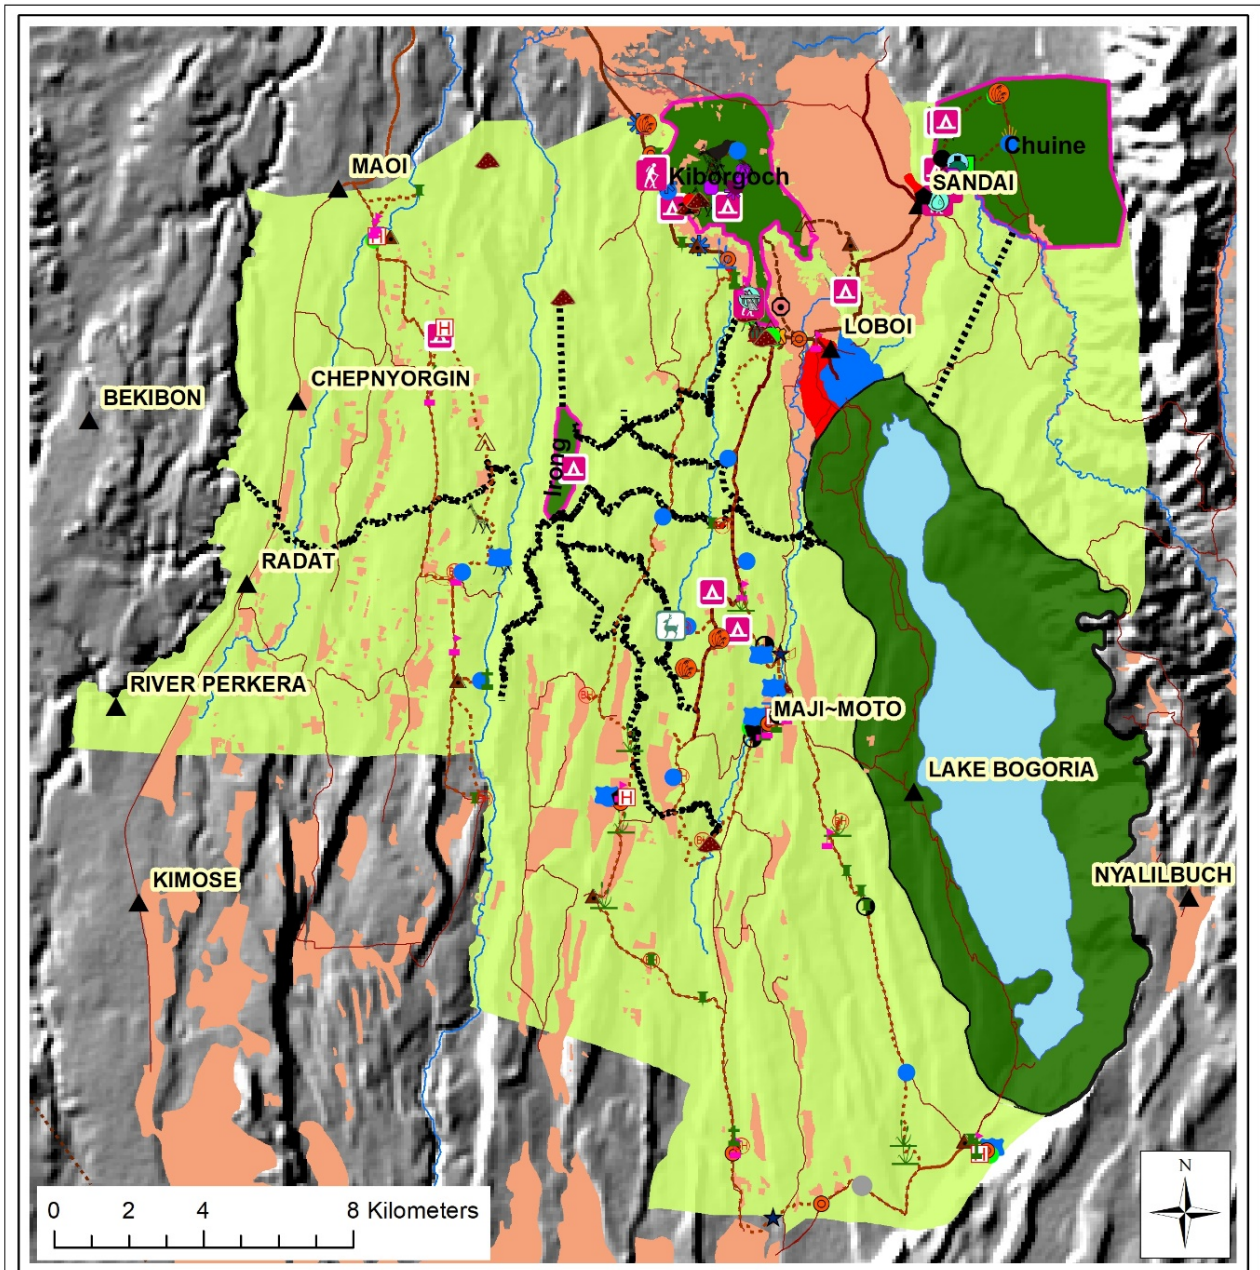 Chuine
MAOI
Kiborgoch
SANDAI
LOBOI
CHEPNYORGIN
BEKIBON
Irong
RADAT
RIVER PERKERA
MAJI~MOTO
LAKE BOGORIA
NYALILBUCH
KIMOSE
H
H
H
H
BH
N
0 2 4 8 Kilometers